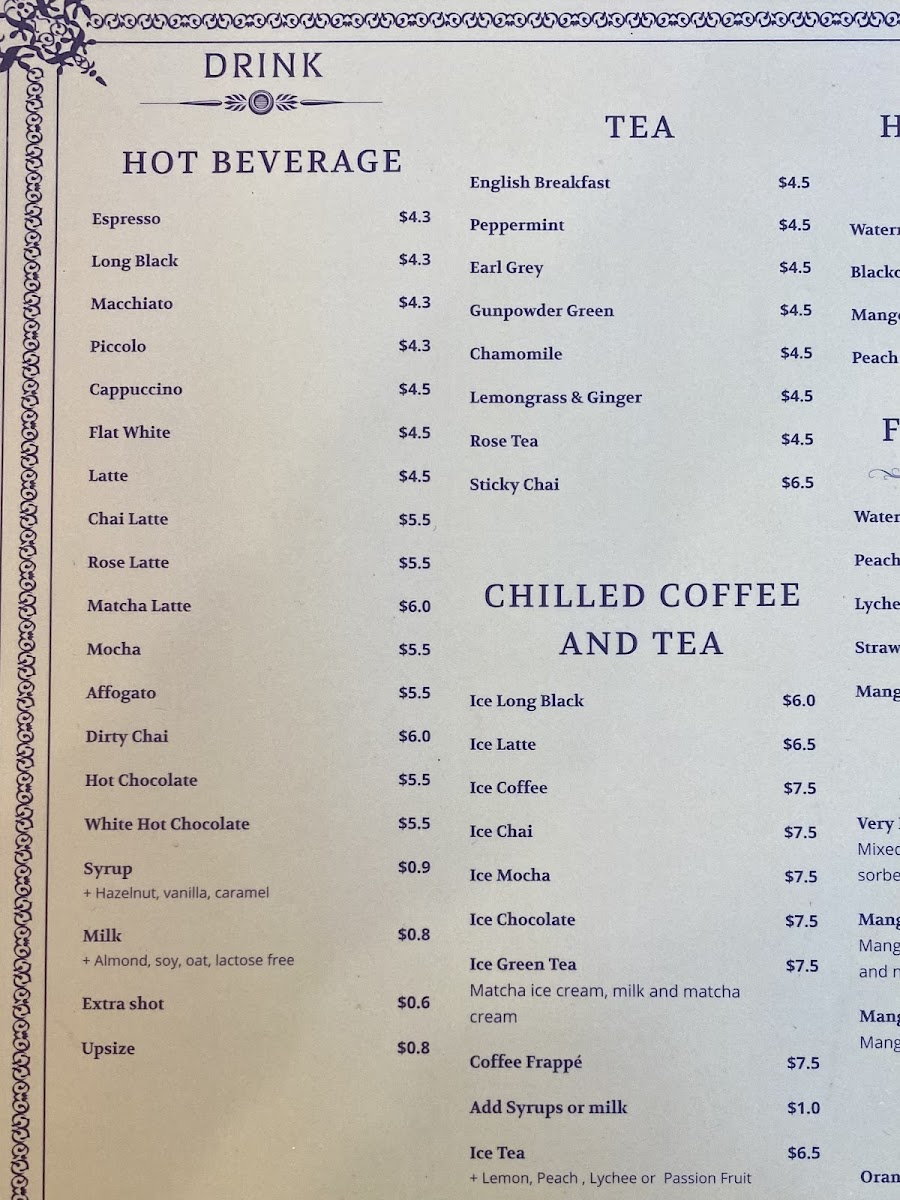 DRINK
HOT BEVERAGE
Espresso $4.3
Long Black $4.3
Macchiato $4.3
Piccolo $4.3
Cappuccino $4.5
Flat White $4.5
Latte $4.5
Chai Latte $5.5
Rose Latte $5.5
Matcha Latte $6.0
Mocha $5.5
Affogato $5.5
Dirty Chai $6.0
Hot Chocolate $5.5
White Hot Chocolate $5.5
Syrup $0.9
+ Hazelnut, vanilla, caramel
Milk $0.8
+ Almond, soy, oat, lactose free
Extra shot $0.6
Upsize $0.8
TEA
English Breakfast $4.5
Peppermint $4.5
Earl Grey $4.5
Gunpowder Green $4.5
Chamomile $4.5
Lemongrass & Ginger $4.5
Rose Tea $4.5
Sticky Chai $6.5
CHILLED COFFEE
AND TEA
Ice Long Black $6.0
Ice Latte $6.5
Ice Coffee $7.5
Ice Chai $7.5
Ice Mocha $7.5
Ice Chocolate $7.5
Ice Green Tea $7.5
Matcha ice cream, milk and matcha
cream
Coffee Frappé $7.5
Add Syrups or milk $1.0
Ice Tea $6.5
+ Lemon, Peach , Lychee or Passion Fruit
Peach
Peach
Very
and